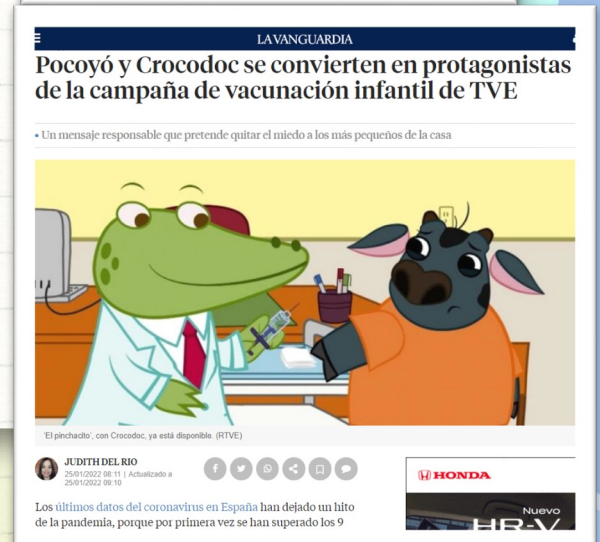 LA VANGUARDIA
Pocoyó y Crocodoc se convierten en protagonistas
de la campaña de vacunación infantil de TVE
• Un mensaje responsable que pretende quitar el miedo a los más pequeños de la casa
'El pinchacito', con Crocodoc, ya está disponible. (RTVE)
JUDITH DEL RIO
25/01/2022 08:11 | Actualizado a
25/01/2022 09:10
HONDA
Nuevo
HR-V
Los últimos datos del coronavirus en España han dejado un hito
de la pandemia, porque por primera vez se han superado los 9